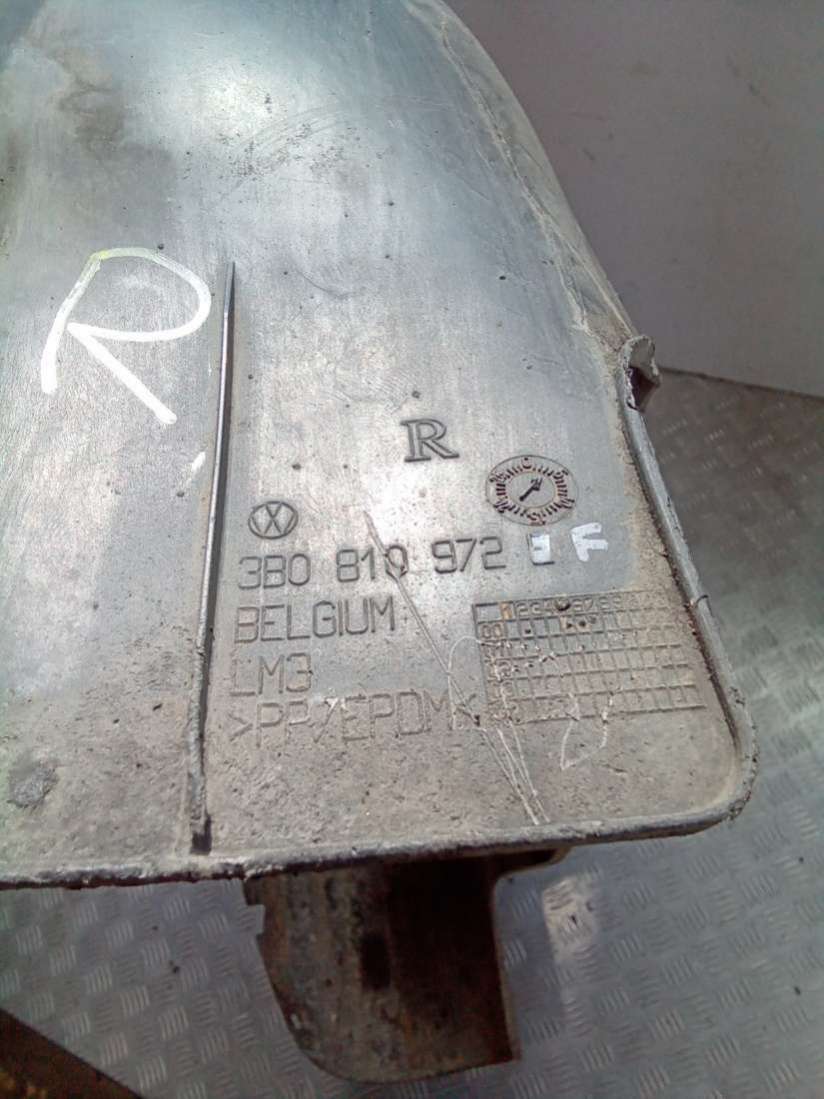 R
R
3B0 810 972 F
BELGIUM
LM3
>PP/EPDM<